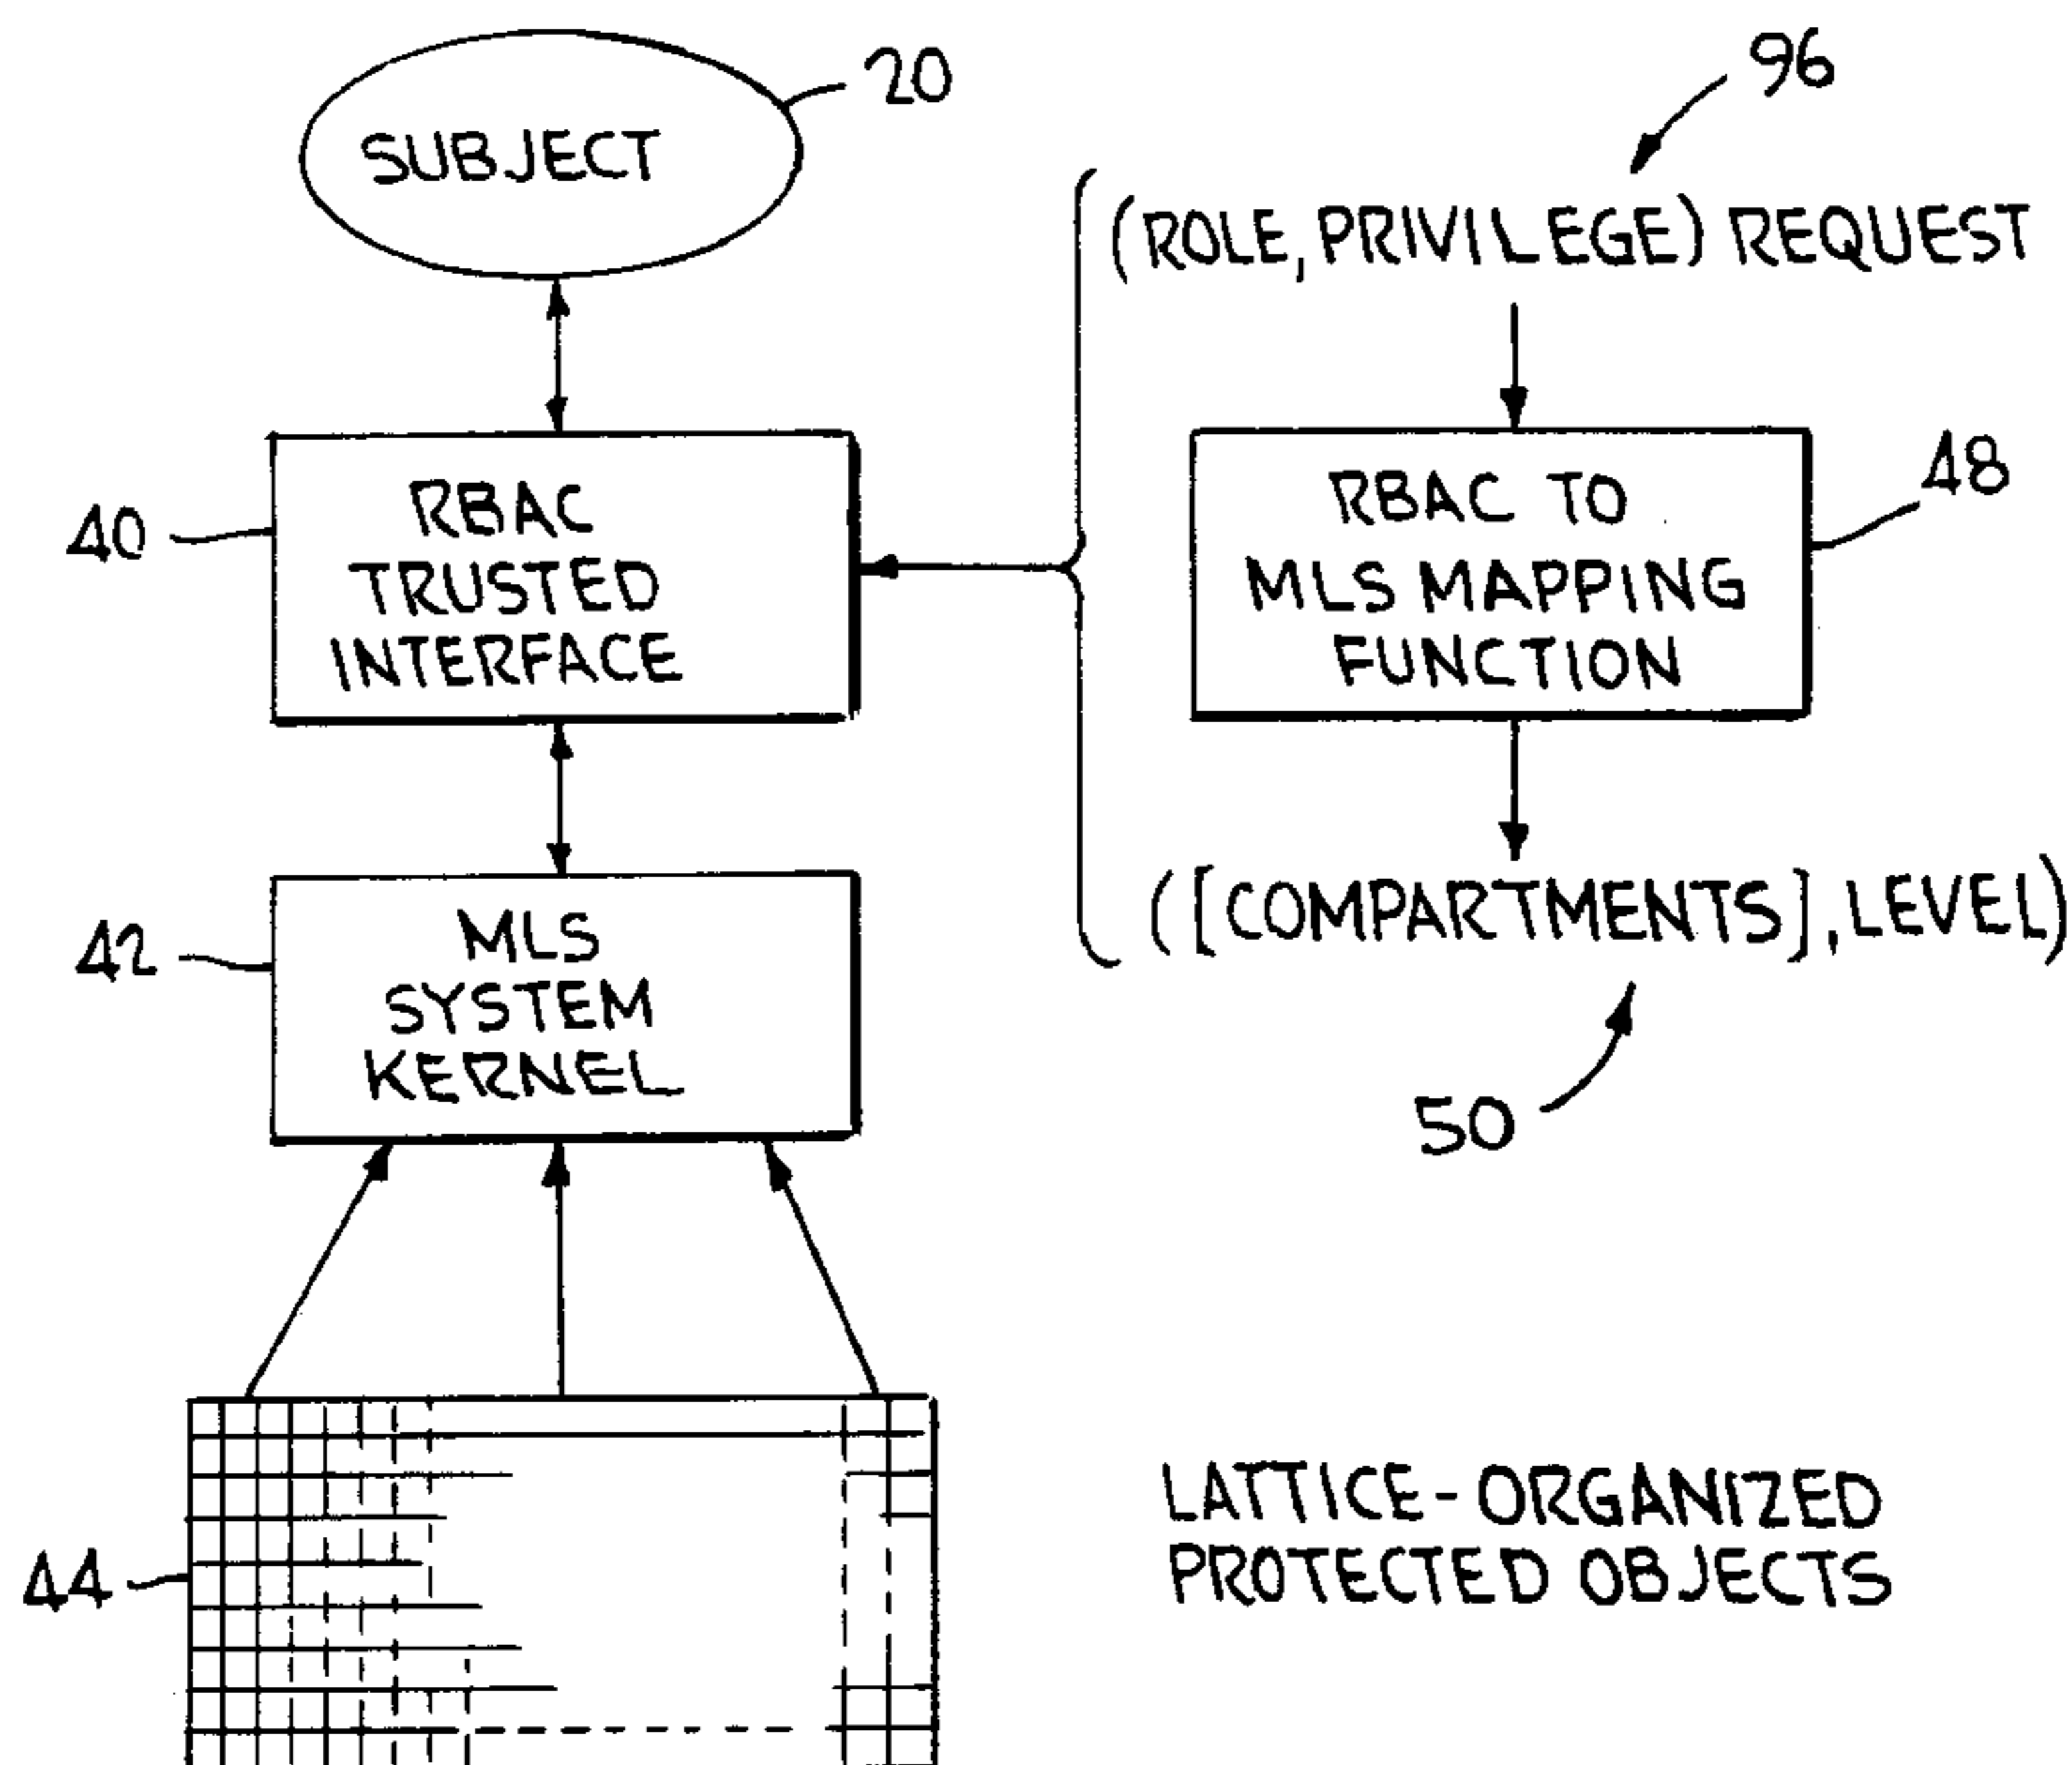 20
SUBJECT
96
(ROLE, PRIVILEGE) REQUEST
40
RBAC
TRUSTED
INTERFACE
RBAC TO
MLS MAPPING
FUNCTION
48
42
MLS
SYSTEM
KERNEL
([COMPARTMENTS], LEVEL)
50
44
LATTICE-ORGANIZED
PROTECTED OBJECTS